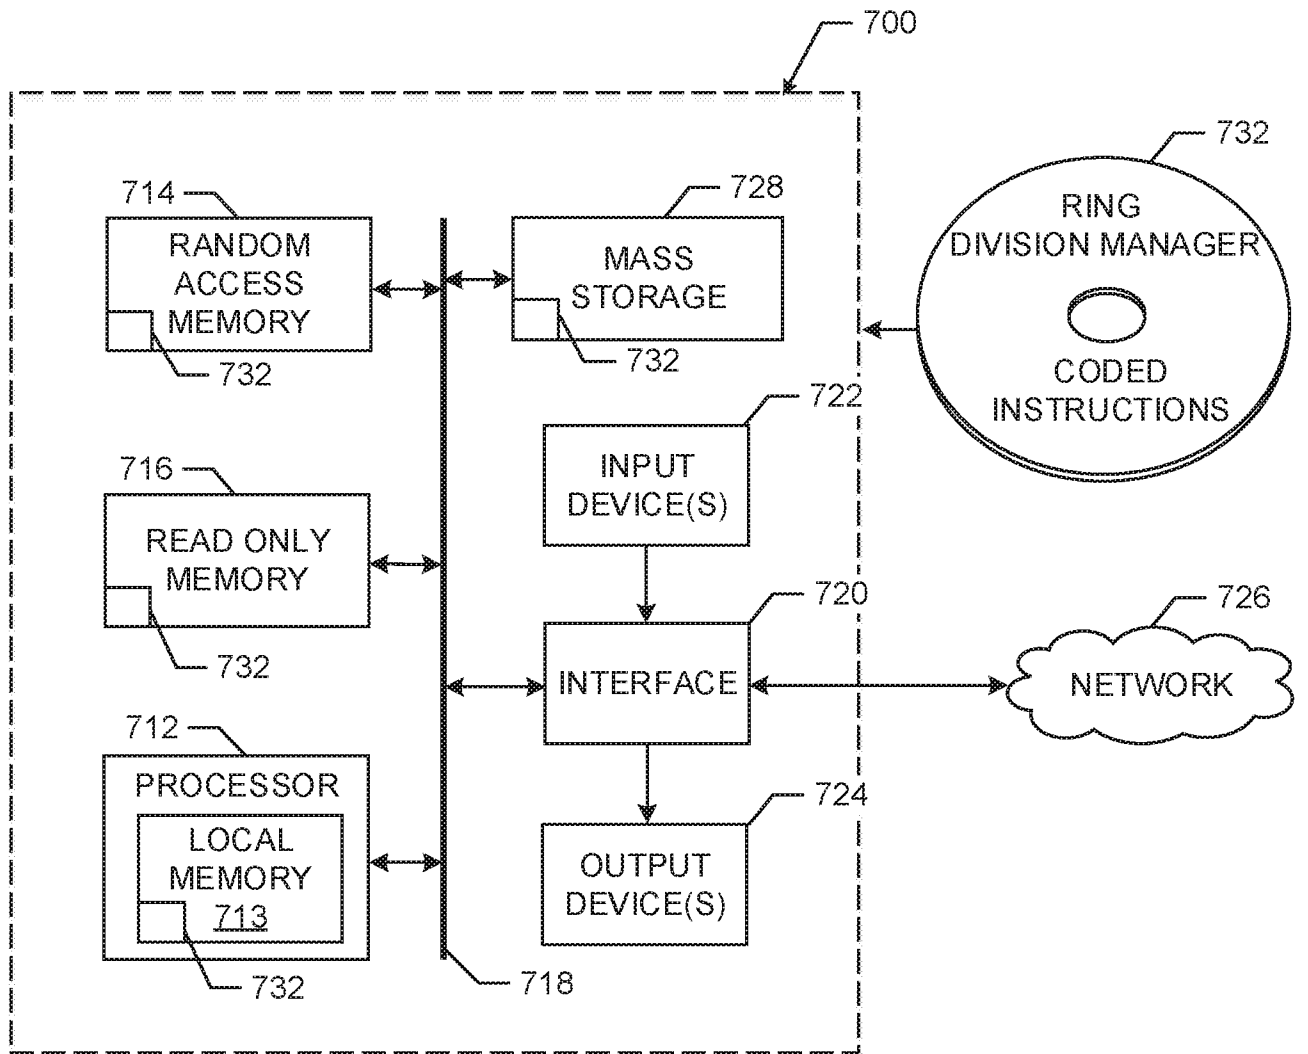 700
732
RING
DIVISION MANAGER
CODED
INSTRUCTIONS
714
RANDOM
ACCESS
MEMORY
732
728
MASS
STORAGE
732
722
INPUT
DEVICE(S)
716
READ ONLY
MEMORY
732
720
INTERFACE
726
NETWORK
712
PROCESSOR
LOCAL
MEMORY
713
732
724
OUTPUT
DEVICE(S)
718